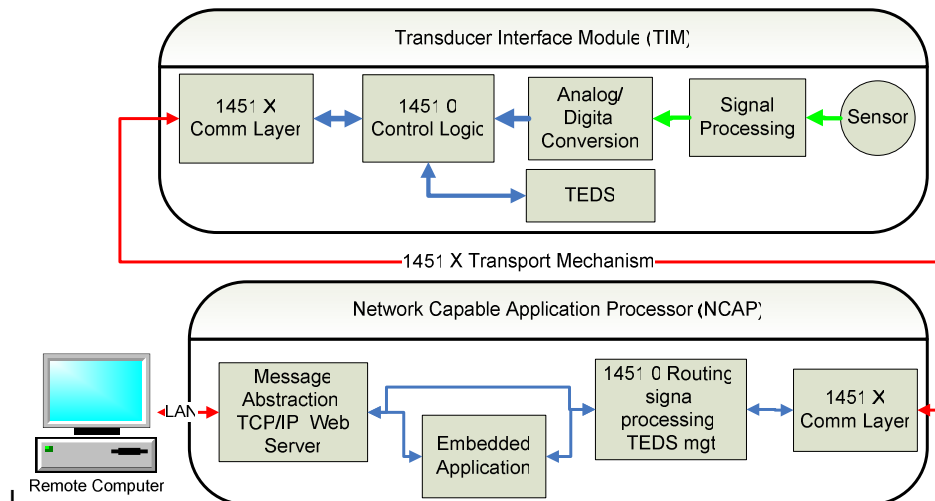 Transducer Interface Module (TIM)
1451 X
Comm Layer
1451 0
Control Logic
Analog/
Digita
Conversion
Signal
Processing
Sensor
TEDS
1451 X Transport Mechanism
Network Capable Application Processor (NCAP)
Message
Abstraction
TCP/IP Web
Server
Embedded
Application
1451 0 Routing
signa
processing
TEDS mgt
1451 X
Comm Layer
LAN
Remote Computer